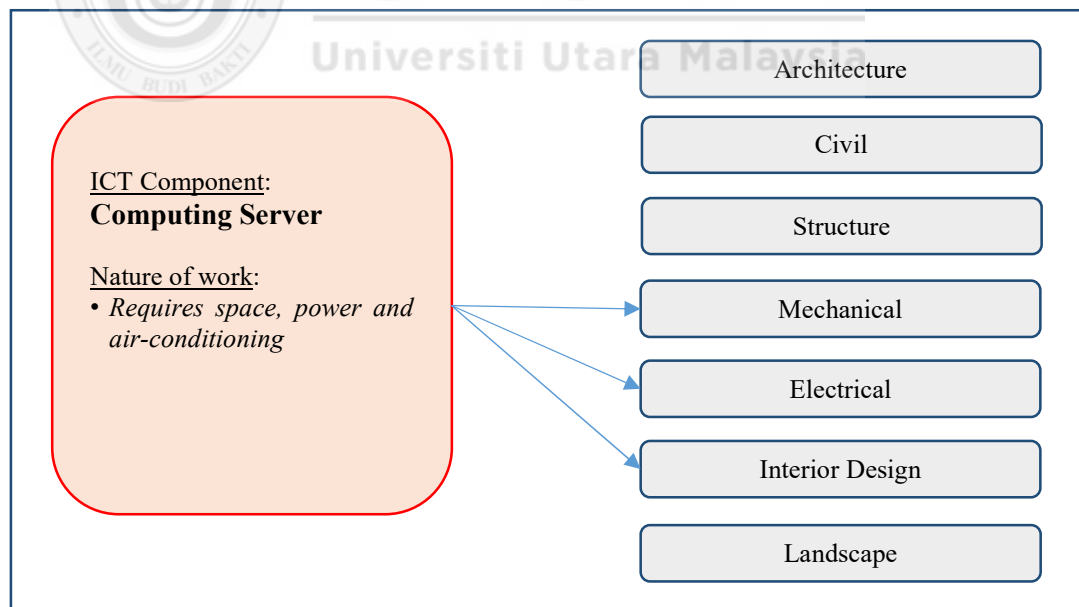 Universiti Utara Malaysia
ILMU BUDI BAKTI
ICT Component:
Computing Server
Nature of work:
• Requires space, power and
air-conditioning
Architecture
Civil
Structure
Mechanical
Electrical
Interior Design
Landscape